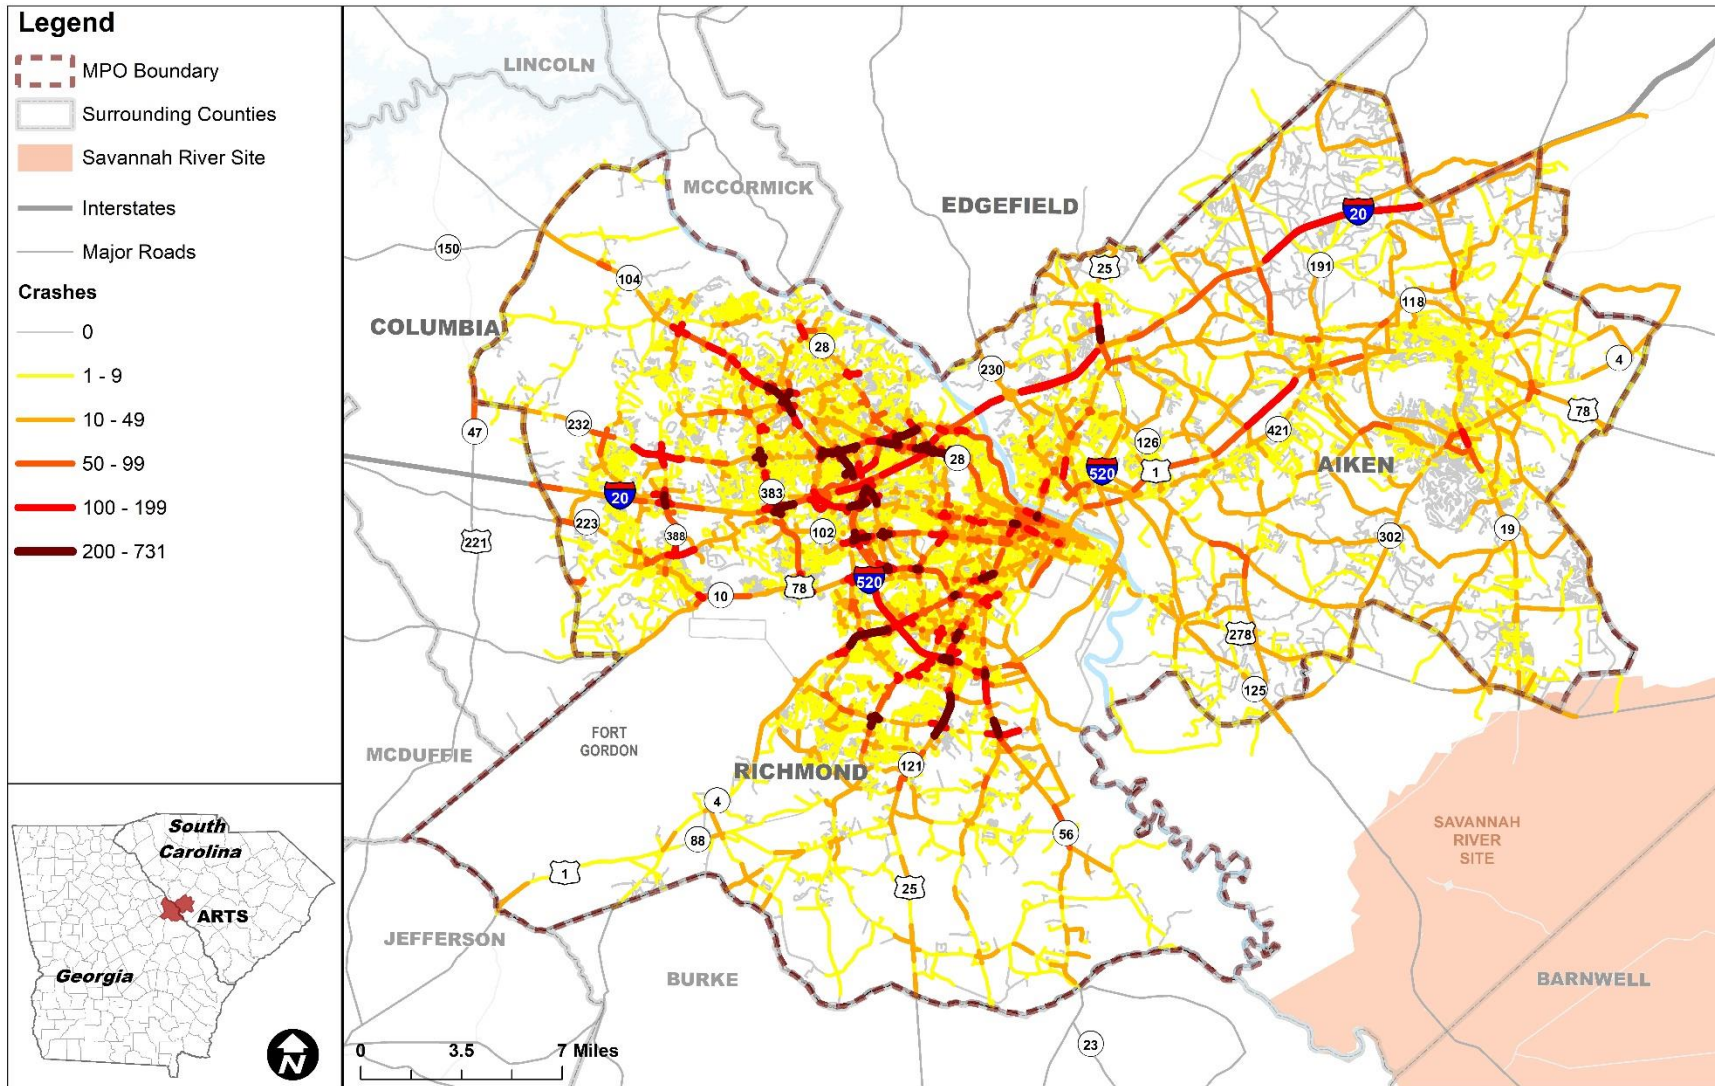 Legend
MPO Boundary
Surrounding Counties
Savannah River Site
Interstates
Major Roads
Crashes
0
1 - 9
10 - 49
50 - 99
100 - 199
200 - 731
South
Carolina
ARTS
Georgia
N
LINCOLN
MCCORMICK
EDGEFIELD
COLUMBIA
AIKEN
RICHMOND
FORT
GORDON
MCDUFFIE
JEFFERSON
BURKE
SAVANNAH
RIVER
SITE
BARNWELL
150
104
28
25
20
191
118
4
78
230
47
232
383
28
126
421
1
520
20
223
388
102
221
10
78
520
302
19
278
125
121
4
88
56
1
25
23
0
3.5
7 Miles